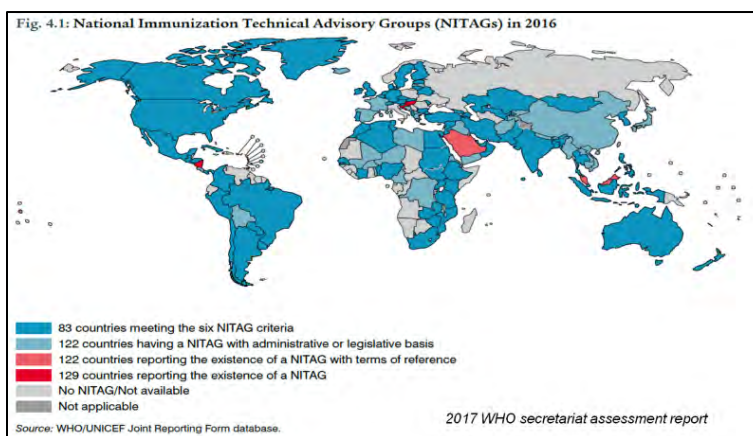 Fig. 4.1: National Immunization Technical Advisory Groups (NITAGs) in 2016
83 countries meeting the six NITAG criteria
122 countries having a NITAG with administrative or legislative basis
122 countries reporting the existence of a NITAG with terms of reference
129 countries reporting the existence of a NITAG
No NITAG/Not available
Not applicable
2017 WHO secretariat assessment report
Source: WHO/UNICEF Joint Reporting Form database.